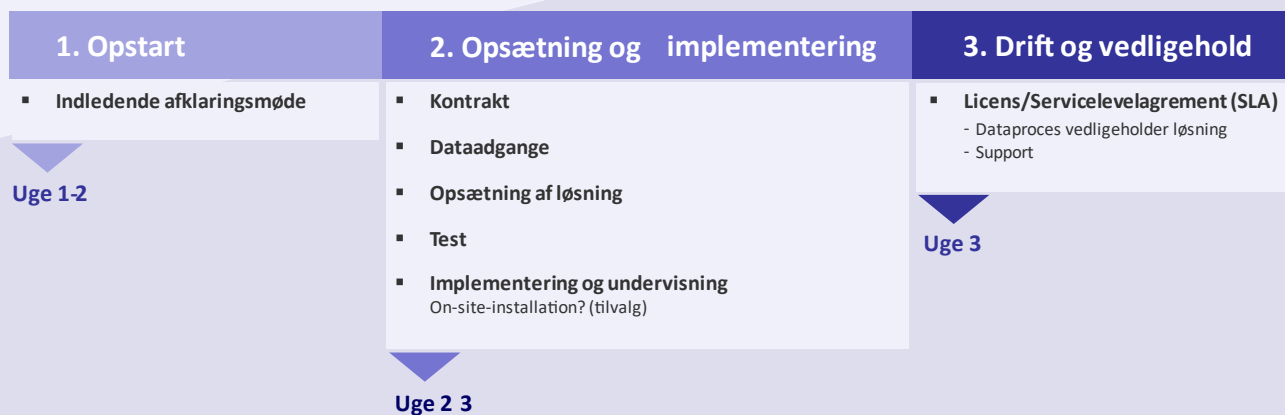 1. Opstart
▪ Indledende afklaringsmøde
Uge 1-2
2. Opsætning og implementering
▪ Kontrakt
▪ Dataadgange
▪ Opsætning af løsning
▪ Test
▪ Implementering og undervisning
On-site-installation? (tilvalg)
Uge 2 3
3. Drift og vedligehold
▪ Licens/Servicelevelagrement (SLA)
- Dataproces vedligeholder løsning
- Support
Uge 3